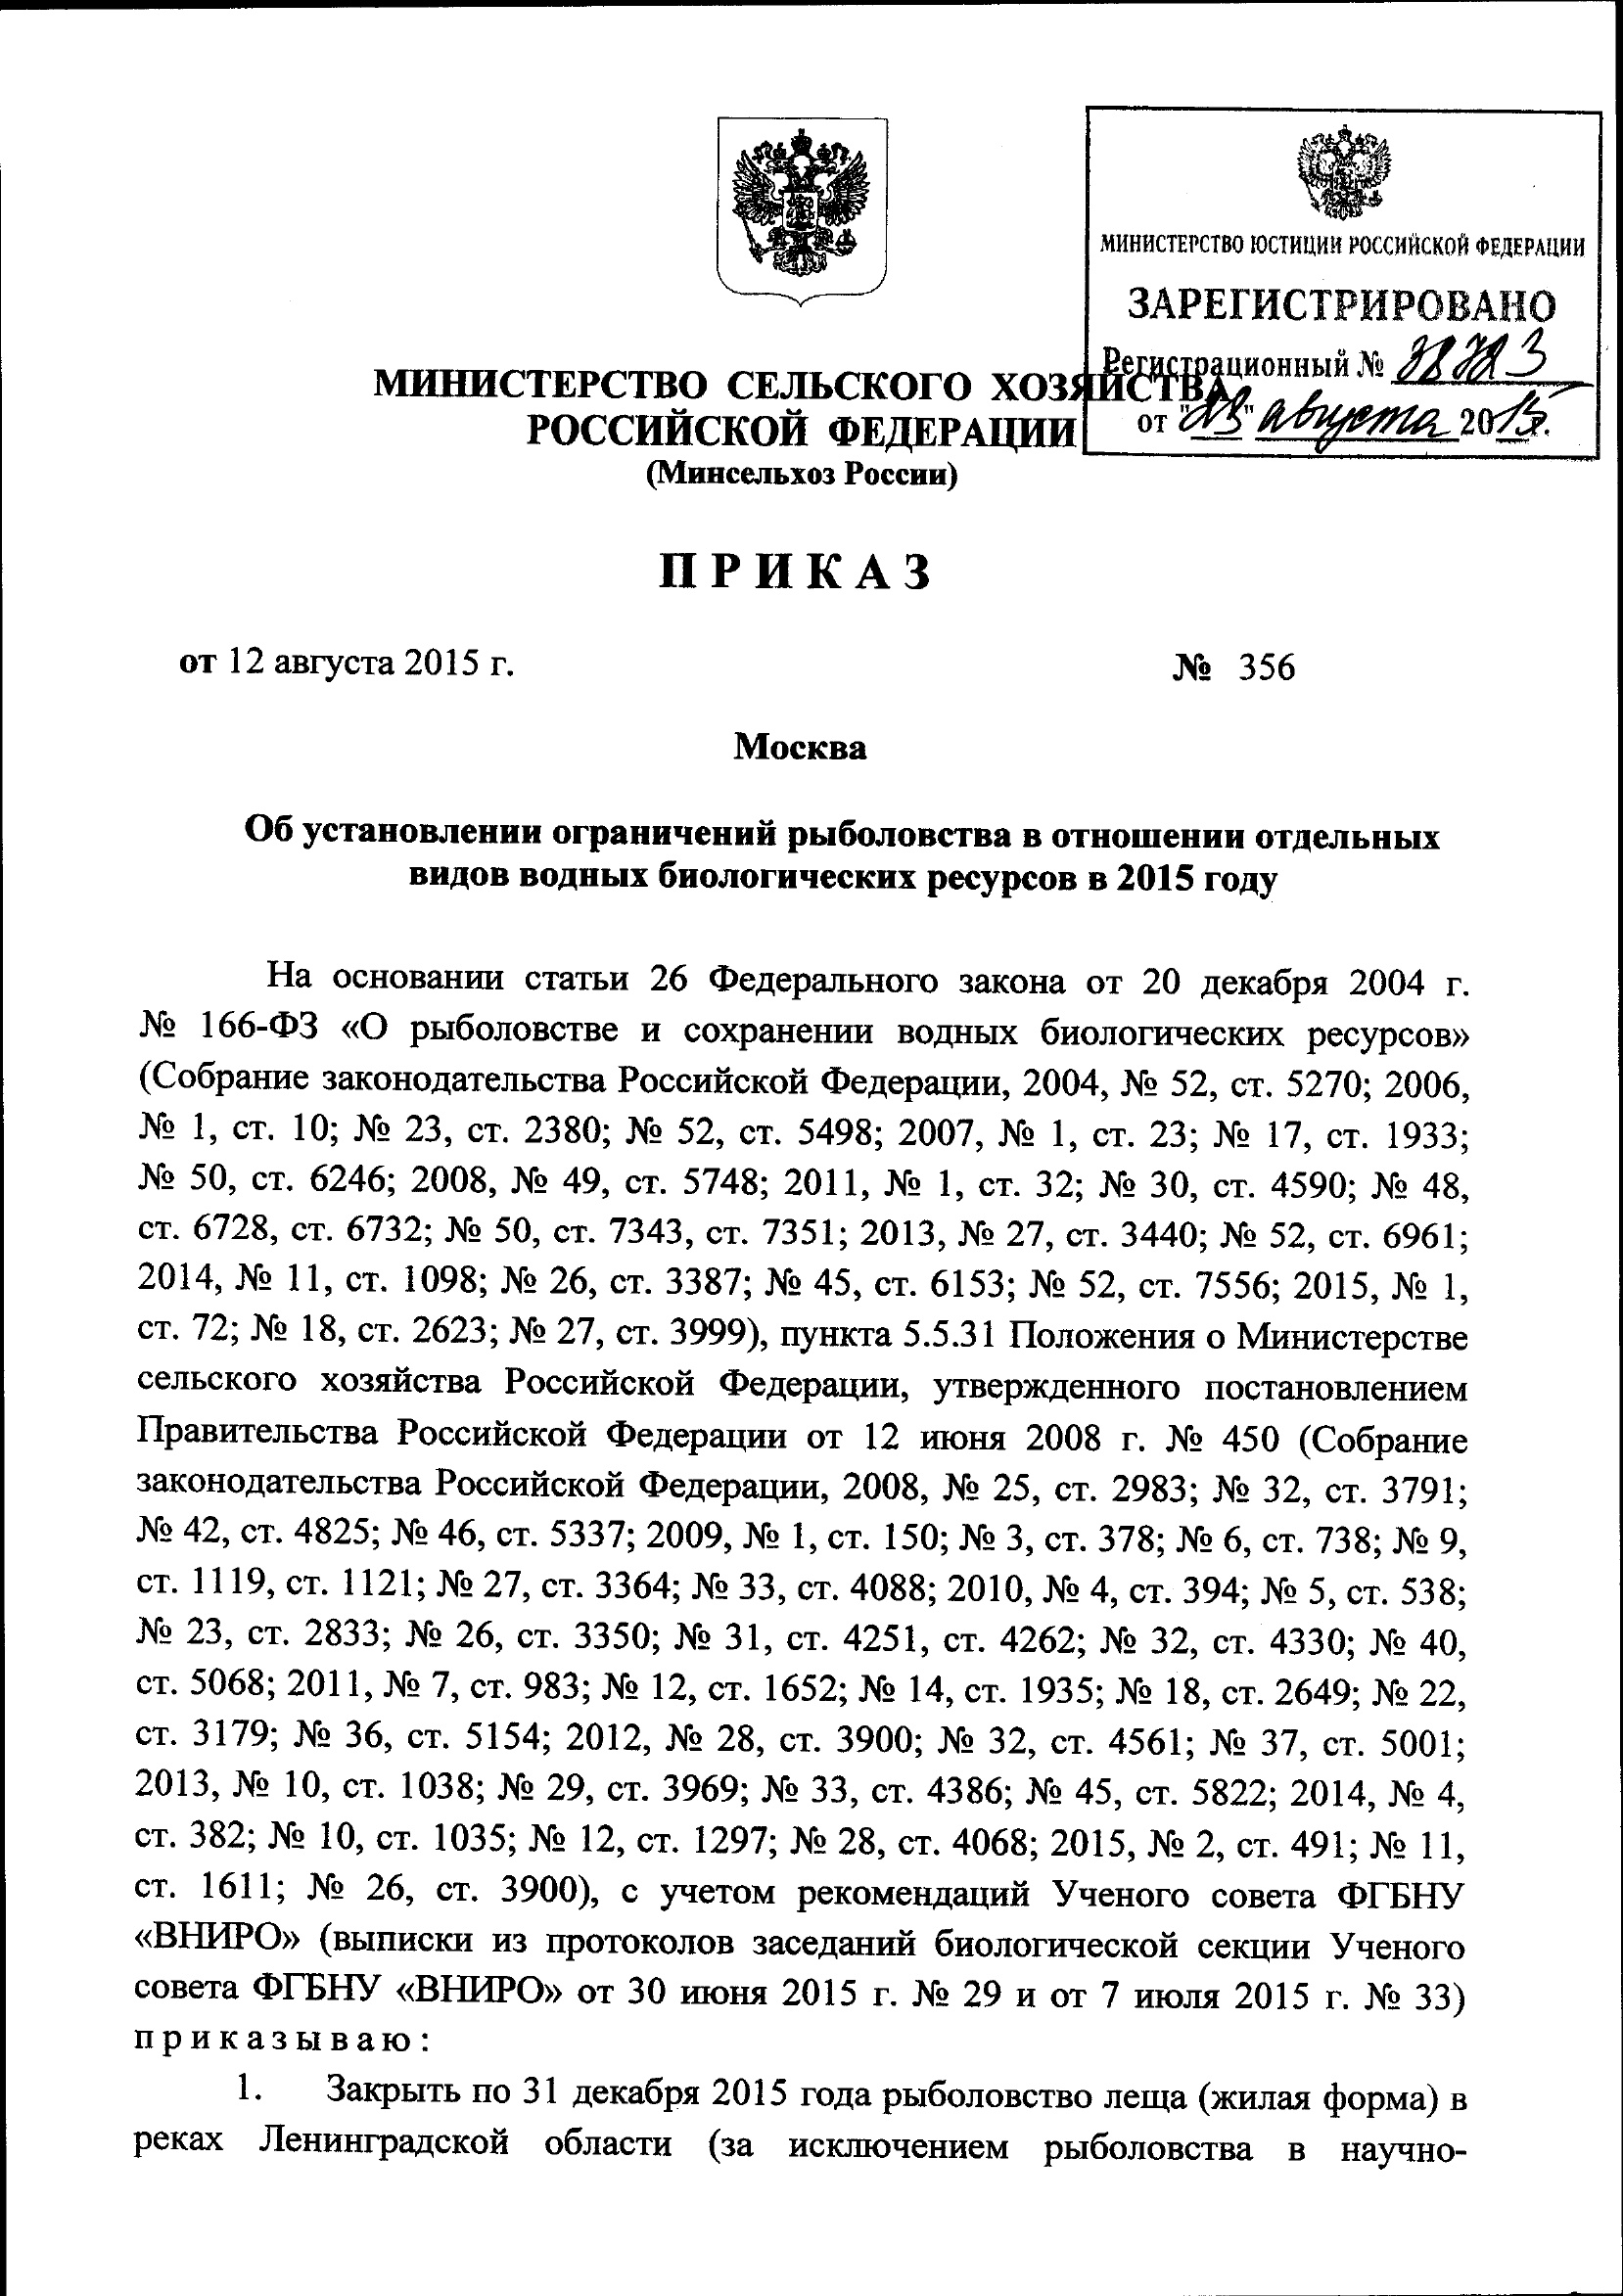 МИНИСТЕРСТВО ЮСТИЦИИ РОССИЙСКОЙ ФЕДЕРАЦИИ
ЗАРЕГИСТРИРОВАНО
Регистрационный №
от " " августа 2015г.
МИНИСТЕРСТВО СЕЛЬСКОГО ХОЗЯЙСТВА
РОССИЙСКОЙ ФЕДЕРАЦИИ
(Минсельхоз России)
ПРИКАЗ
от 12 августа 2015 г. № 356
Москва
Об установлении ограничений рыболовства в отношении отдельных
видов водных биологических ресурсов в 2015 году
На основании статьи 26 Федерального закона от 20 декабря 2004 г.
№ 166-ФЗ «О рыболовстве и сохранении водных биологических ресурсов»
(Собрание законодательства Российской Федерации, 2004, № 52, ст. 5270; 2006,
№ 1, ст. 10; № 23, ст. 2380; № 52, ст. 5498; 2007, № 1, ст. 23; № 17, ст. 1933;
№ 50, ст. 6246; 2008, № 49, ст. 5748; 2011, № 1, ст. 32; № 30, ст. 4590; № 48,
ст. 6728, ст. 6732; № 50, ст. 7343, ст. 7351; 2013, № 27, ст. 3440; № 52, ст. 6961;
2014, № 11, ст. 1098; № 26, ст. 3387; № 45, ст. 6153; № 52, ст. 7556; 2015, № 1,
ст. 72; № 18, ст. 2623; № 27, ст. 3999), пункта 5.5.31 Положения о Министерстве
сельского хозяйства Российской Федерации, утвержденного постановлением
Правительства Российской Федерации от 12 июня 2008 г. № 450 (Собрание
законодательства Российской Федерации, 2008, № 25, ст. 2983; № 32, ст. 3791;
№ 42, ст. 4825; № 46, ст. 5337; 2009, № 1, ст. 150; № 3, ст. 378; № 6, ст. 738; № 9,
ст. 1119, ст. 1121; № 27, ст. 3364; № 33, ст. 4088; 2010, № 4, ст. 394; № 5, ст. 538;
№ 23, ст. 2833; № 26, ст. 3350; № 31, ст. 4251, ст. 4262; № 32, ст. 4330; № 40,
ст. 5068; 2011, № 7, ст. 983; № 12, ст. 1652; № 14, ст. 1935; № 18, ст. 2649; № 22,
ст. 3179; № 36, ст. 5154; 2012, № 28, ст. 3900; № 32, ст. 4561; № 37, ст. 5001;
2013, № 10, ст. 1038; № 29, ст. 3969; № 33, ст. 4386; № 45, ст. 5822; 2014, № 4,
ст. 382; № 10, ст. 1035; № 12, ст. 1297; № 28, ст. 4068; 2015, № 2, ст. 491; № 11,
ст. 1611; № 26, ст. 3900), с учетом рекомендаций Ученого совета ФГБНУ
«ВНИРО» (выписки из протоколов заседаний биологической секции Ученого
совета ФГБНУ «ВНИРО» от 30 июня 2015 г. № 29 и от 7 июля 2015 г. № 33)
приказываю:
1. Закрыть по 31 декабря 2015 года рыболовство леща (жилая форма) в
реках Ленинградской области (за исключением рыболовства в научно-